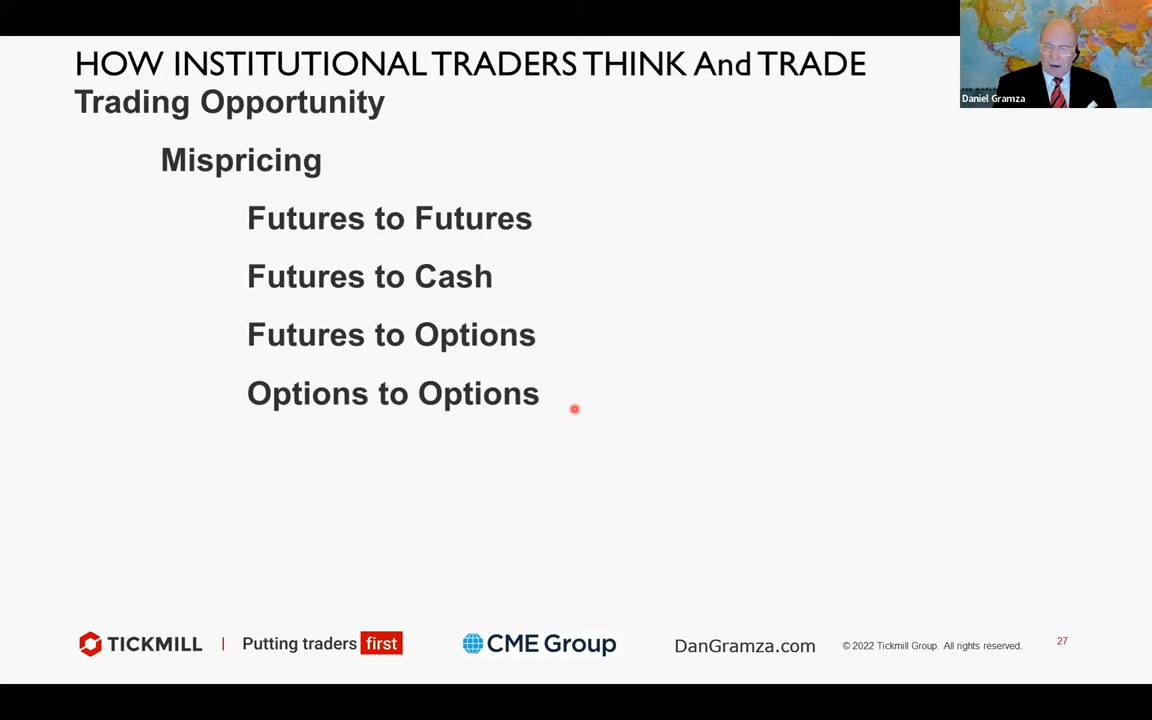 HOW INSTITUTIONAL TRADERS THINK And TRADE
Trading Opportunity
Daniel Gramza
Mispricing
Futures to Futures
Futures to Cash
Futures to Options
Options to Options
TICKMILL | Putting traders first
CME Group
DanGramza.com
© 2022 Tickmill Group. All rights reserved.
27